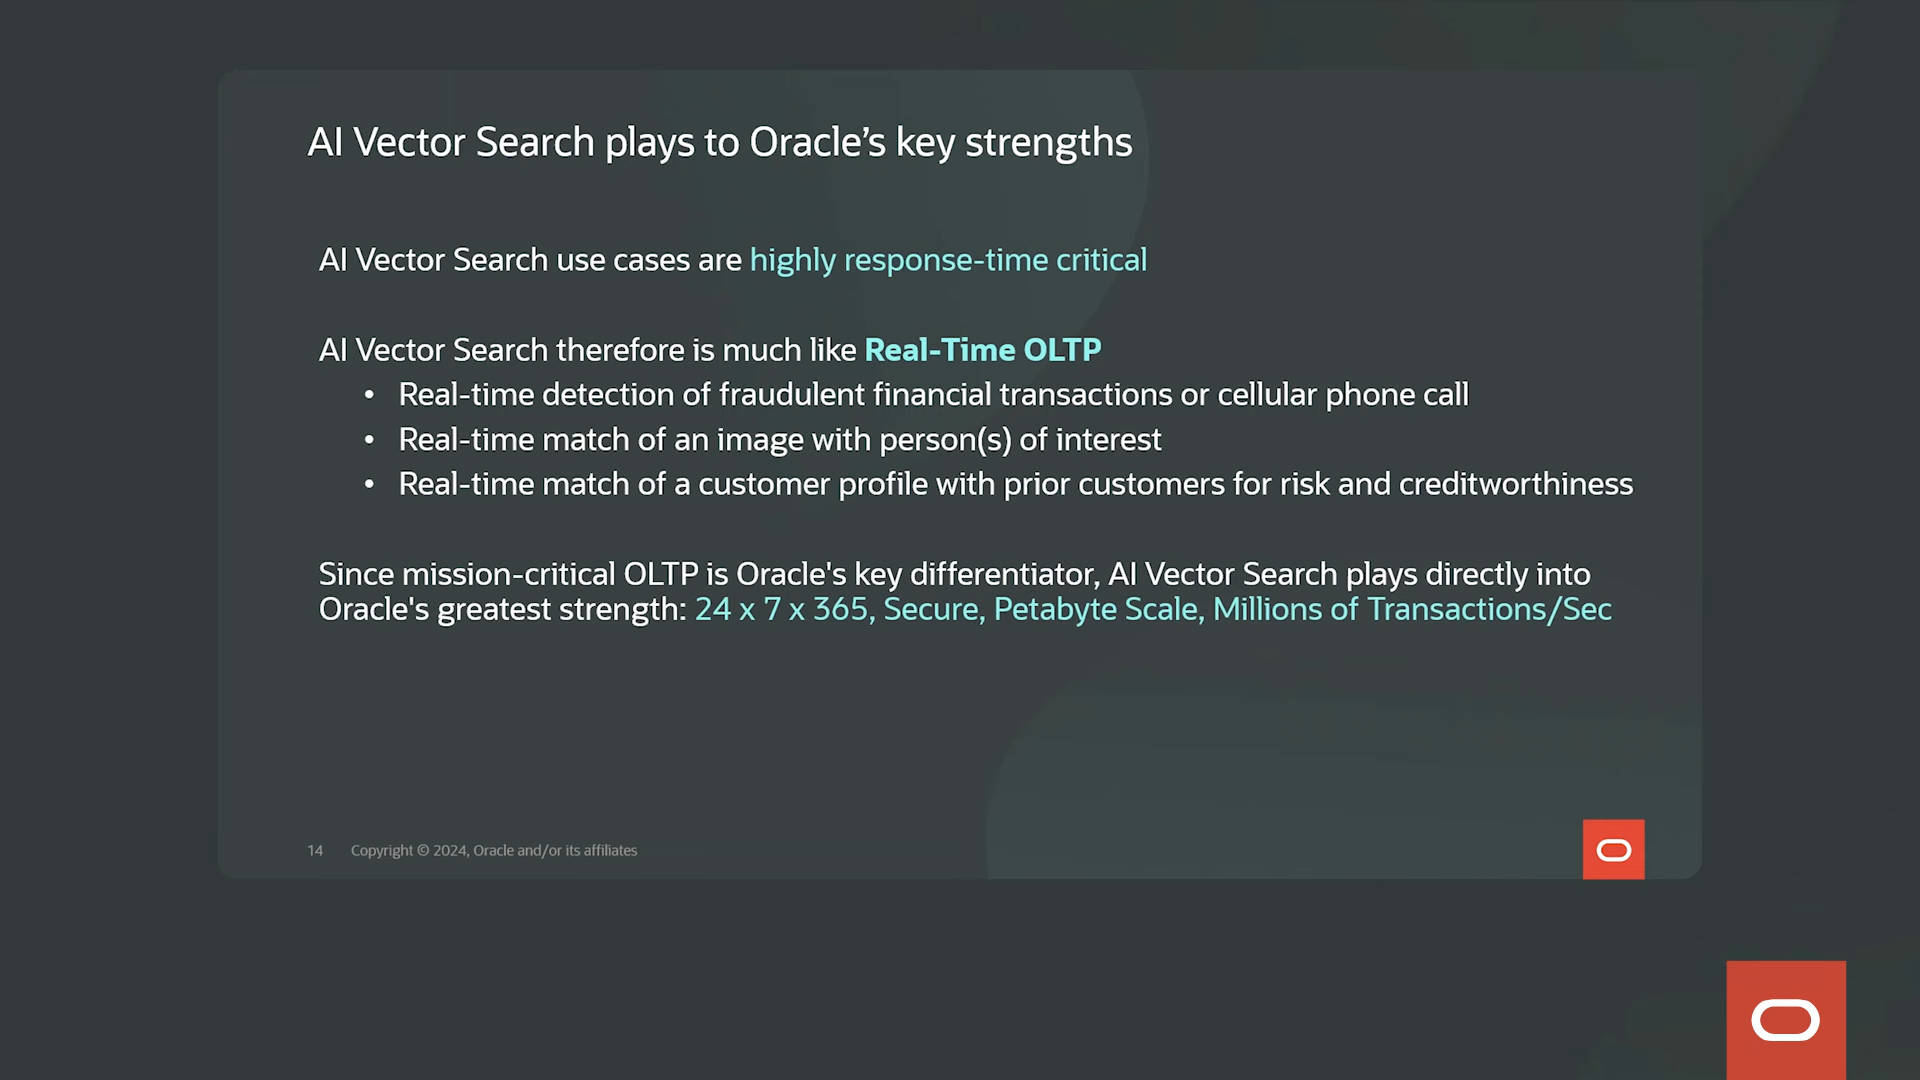 AI Vector Search plays to Oracle’s key strengths
AI Vector Search use cases are highly response-time critical
AI Vector Search therefore is much like Real-Time OLTP
• Real-time detection of fraudulent financial transactions or cellular phone call
• Real-time match of an image with person(s) of interest
• Real-time match of a customer profile with prior customers for risk and creditworthiness
Since mission-critical OLTP is Oracle's key differentiator, AI Vector Search plays directly into
Oracle's greatest strength: 24 x 7 x 365, Secure, Petabyte Scale, Millions of Transactions/Sec
14 Copyright © 2024, Oracle and/or its affiliates